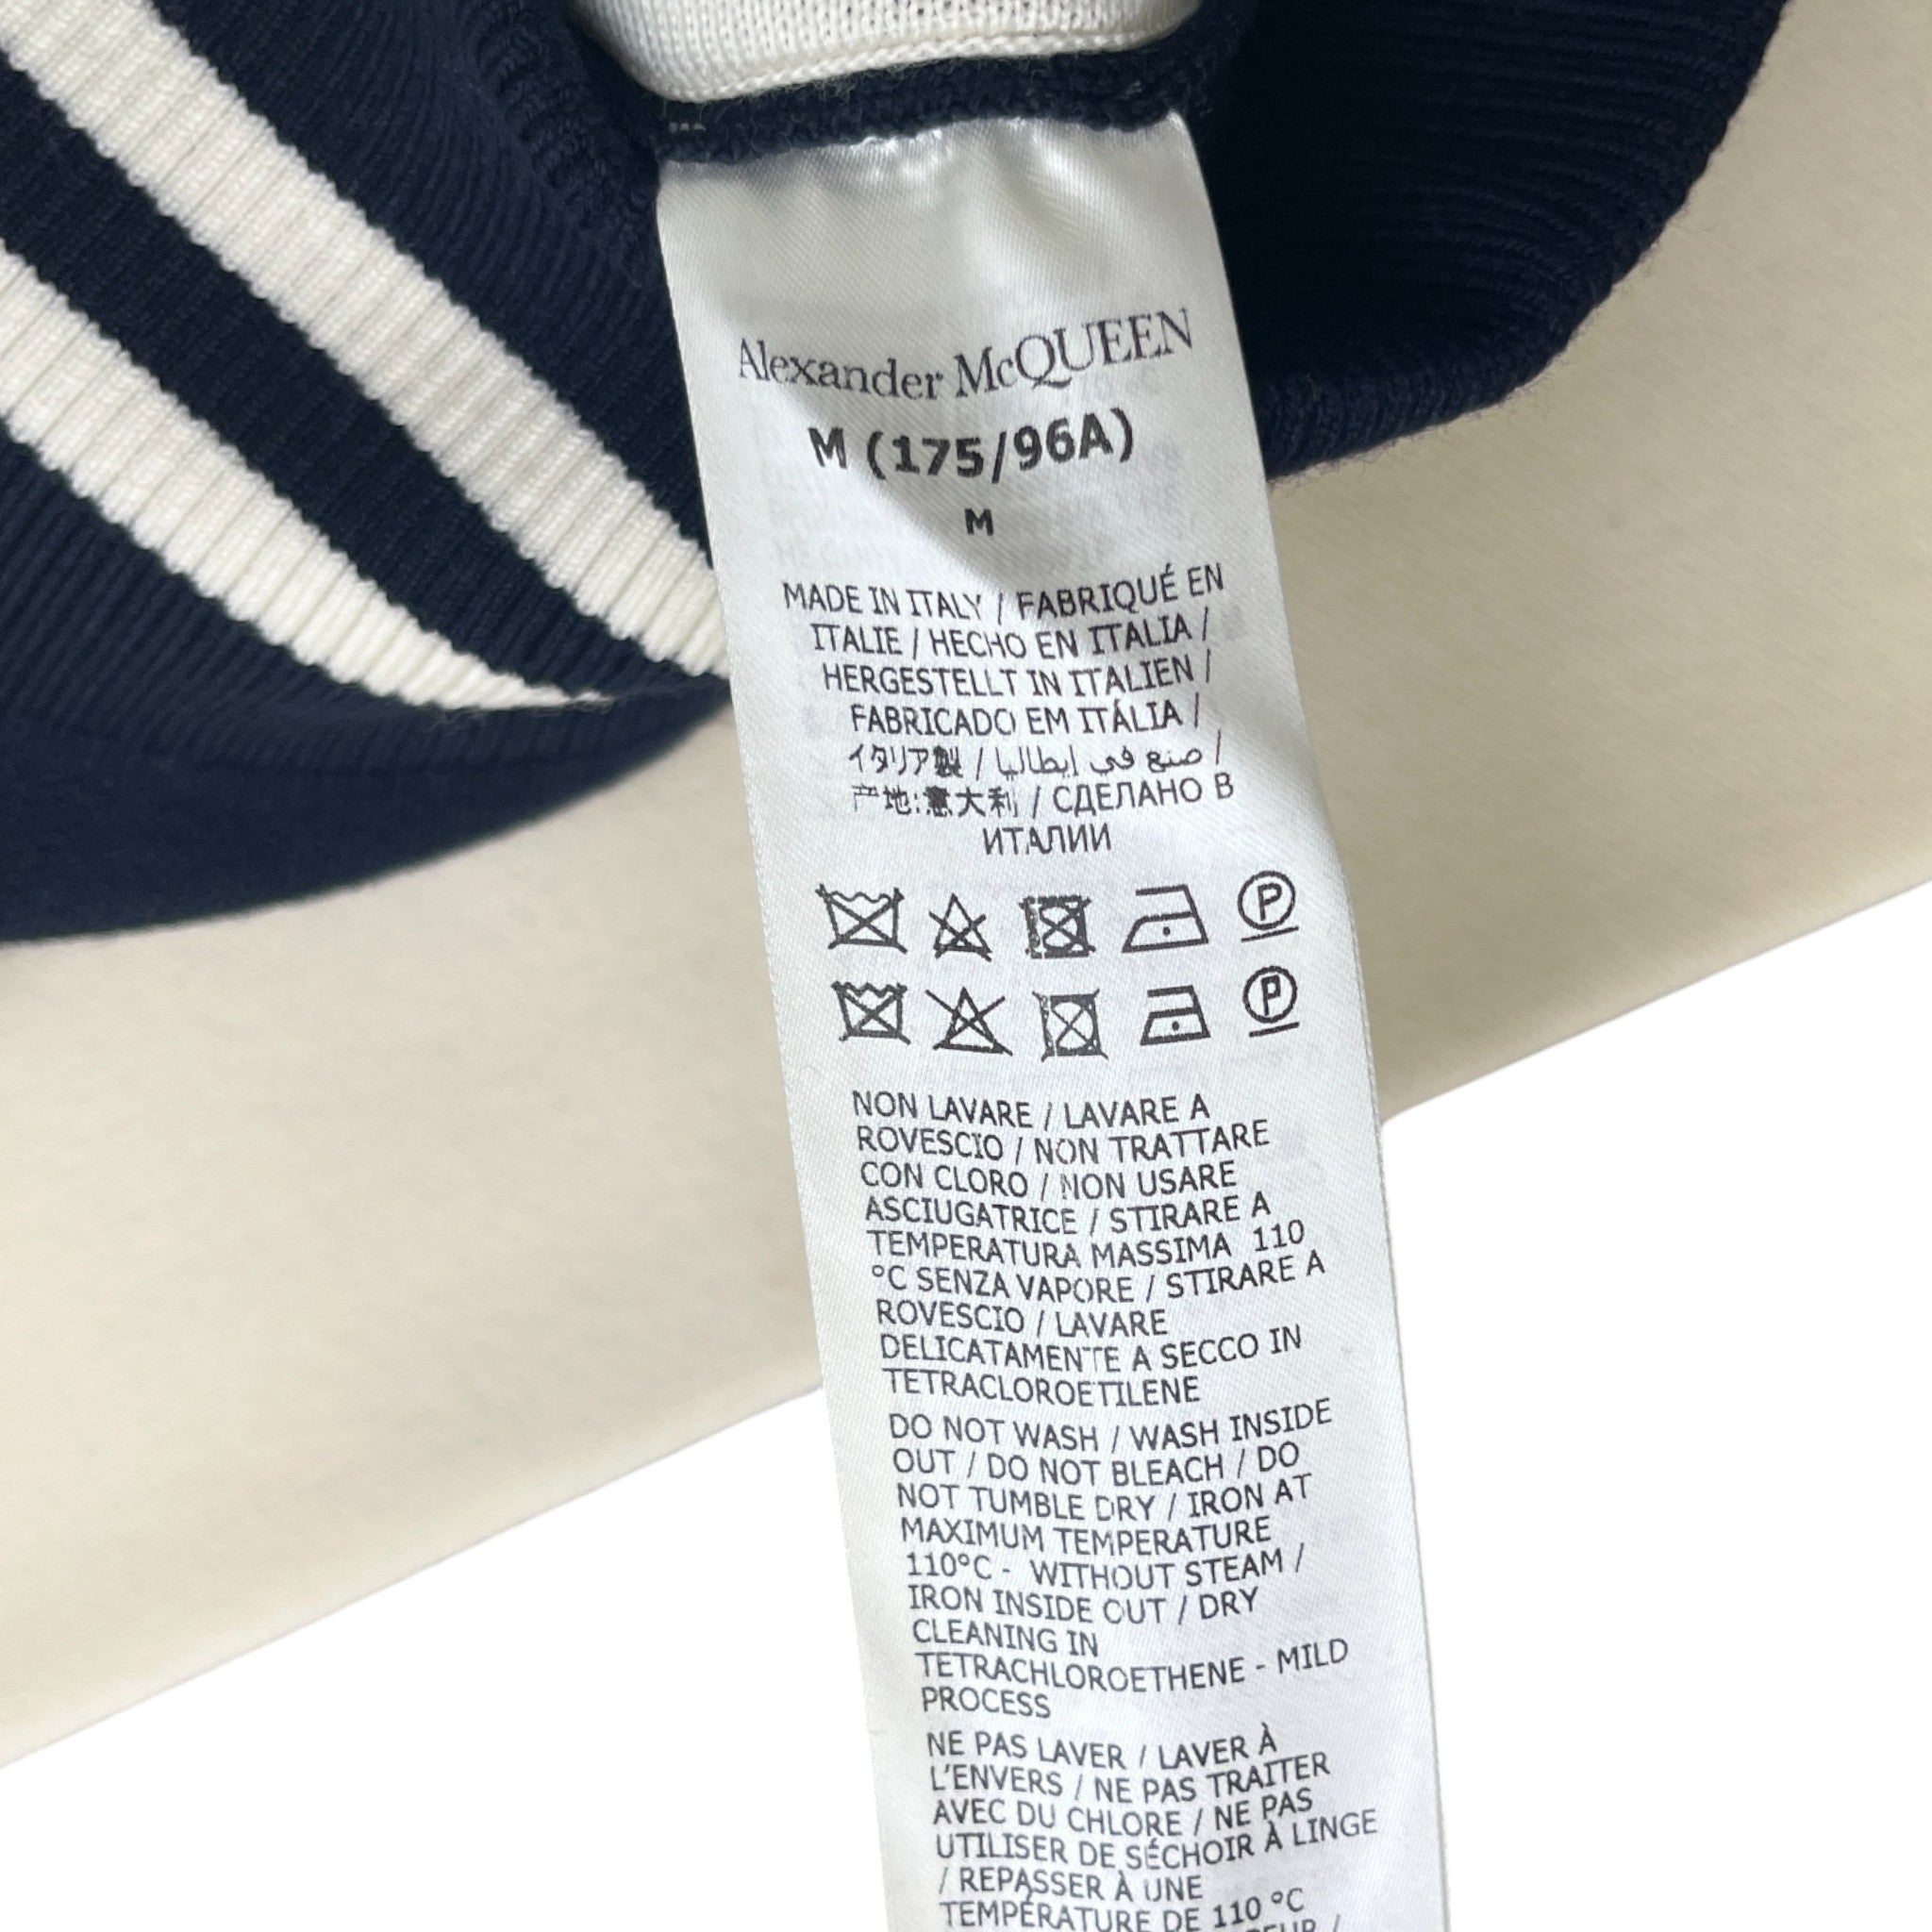 Alexander McQUEEN
M (175/96A)
M
MADE IN ITALY / FABRIQUÉ EN
ITALIE / HECHO EN ITALIA /
HERGESTELLT IN ITALIEN /
FABRICADO EM ITÁLIA /
イタリア製 / صنع في إيطاليا /
产地:意大利 / СДЕЛАНО В
ИТАЛИИ
P
P
NON LAVARE / LAVARE A
ROVESCIO / NON TRATTARE
CON CLORO / NON USARE
ASCIUGATRICE / STIRARE A
TEMPERATURA MASSIMA 110
°C SENZA VAPORE / STIRARE A
ROVESCIO / LAVARE
DELICATAMENTE A SECCO IN
TETRACLOROETILENE
DO NOT WASH / WASH INSIDE
OUT / DO NOT BLEACH / DO
NOT TUMBLE DRY / IRON AT
MAXIMUM TEMPERATURE
110°C - WITHOUT STEAM /
IRON INSIDE OUT / DRY
CLEANING IN
TETRACHLOROETHENE - MILD
PROCESS
NE PAS LAVER / LAVER À
L'ENVERS / NE PAS TRAITER
AVEC DU CHLORE / NE PAS
UTILISER DE SÉCHOIR À LINGE
/ REPASSER À UNE
TEMPÉRATURE DE 110 °C